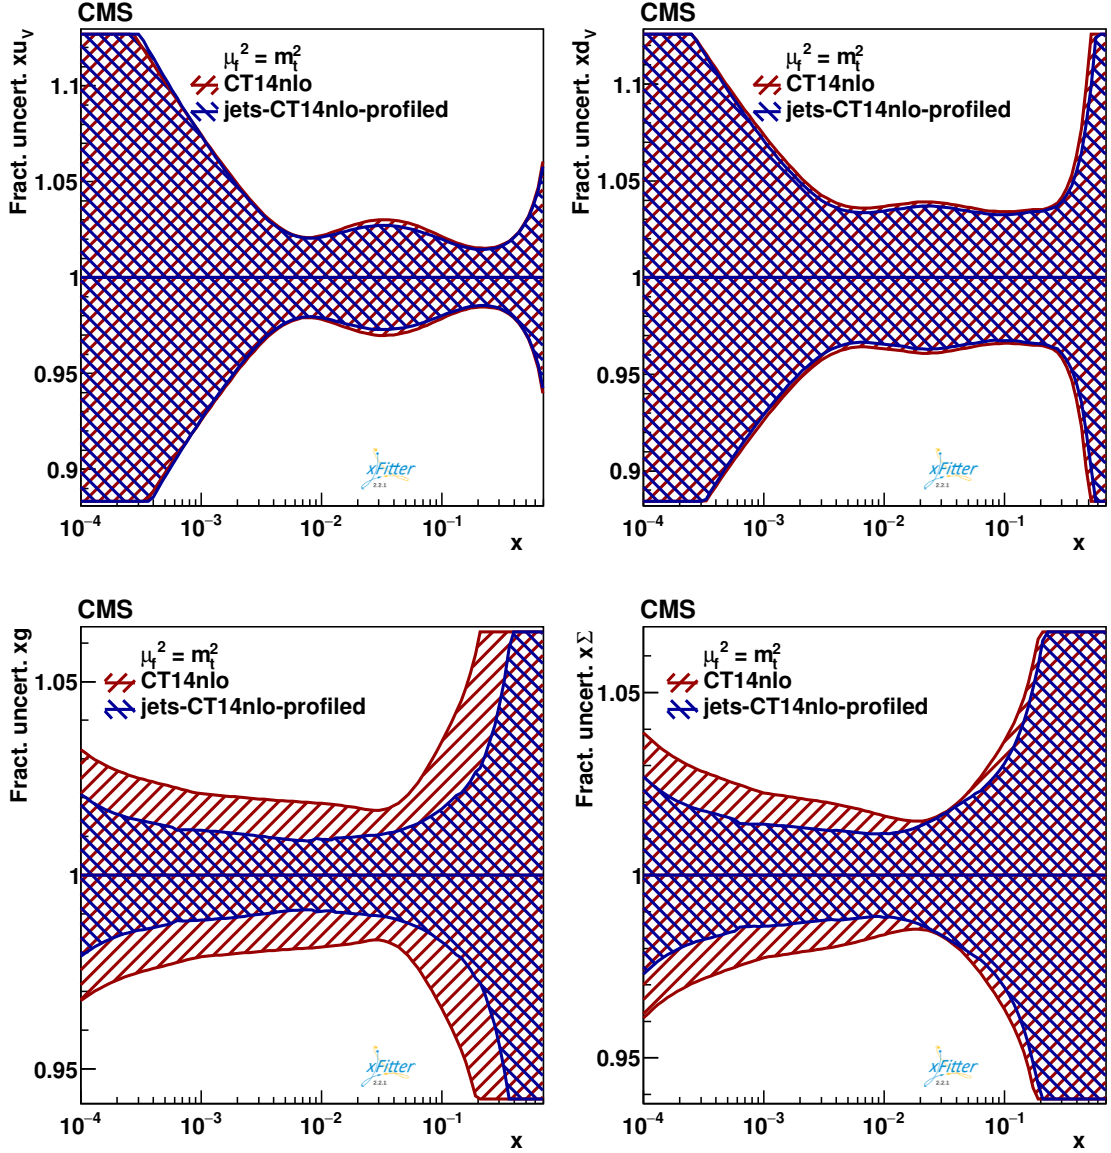 CMS
Fract. uncert. xu_V
μ_f^2 = m_t^2
CT14nlo
jets-CT14nlo-profiled
1.1
1.05
1
0.95
0.9
xFitter
2.2.1
10^−4 10^−3 10^−2 10^−1
x
CMS
Fract. uncert. xd_V
μ_f^2 = m_t^2
CT14nlo
jets-CT14nlo-profiled
1.1
1.05
1
0.95
0.9
xFitter
2.2.1
10^−4 10^−3 10^−2 10^−1
x
CMS
Fract. uncert. xg
μ_f^2 = m_t^2
CT14nlo
jets-CT14nlo-profiled
1.05
1
0.95
xFitter
2.2.1
10^−4 10^−3 10^−2 10^−1
x
CMS
Fract. uncert. xΣ
μ_f^2 = m_t^2
CT14nlo
jets-CT14nlo-profiled
1.05
1
0.95
xFitter
2.2.1
10^−4 10^−3 10^−2 10^−1
x